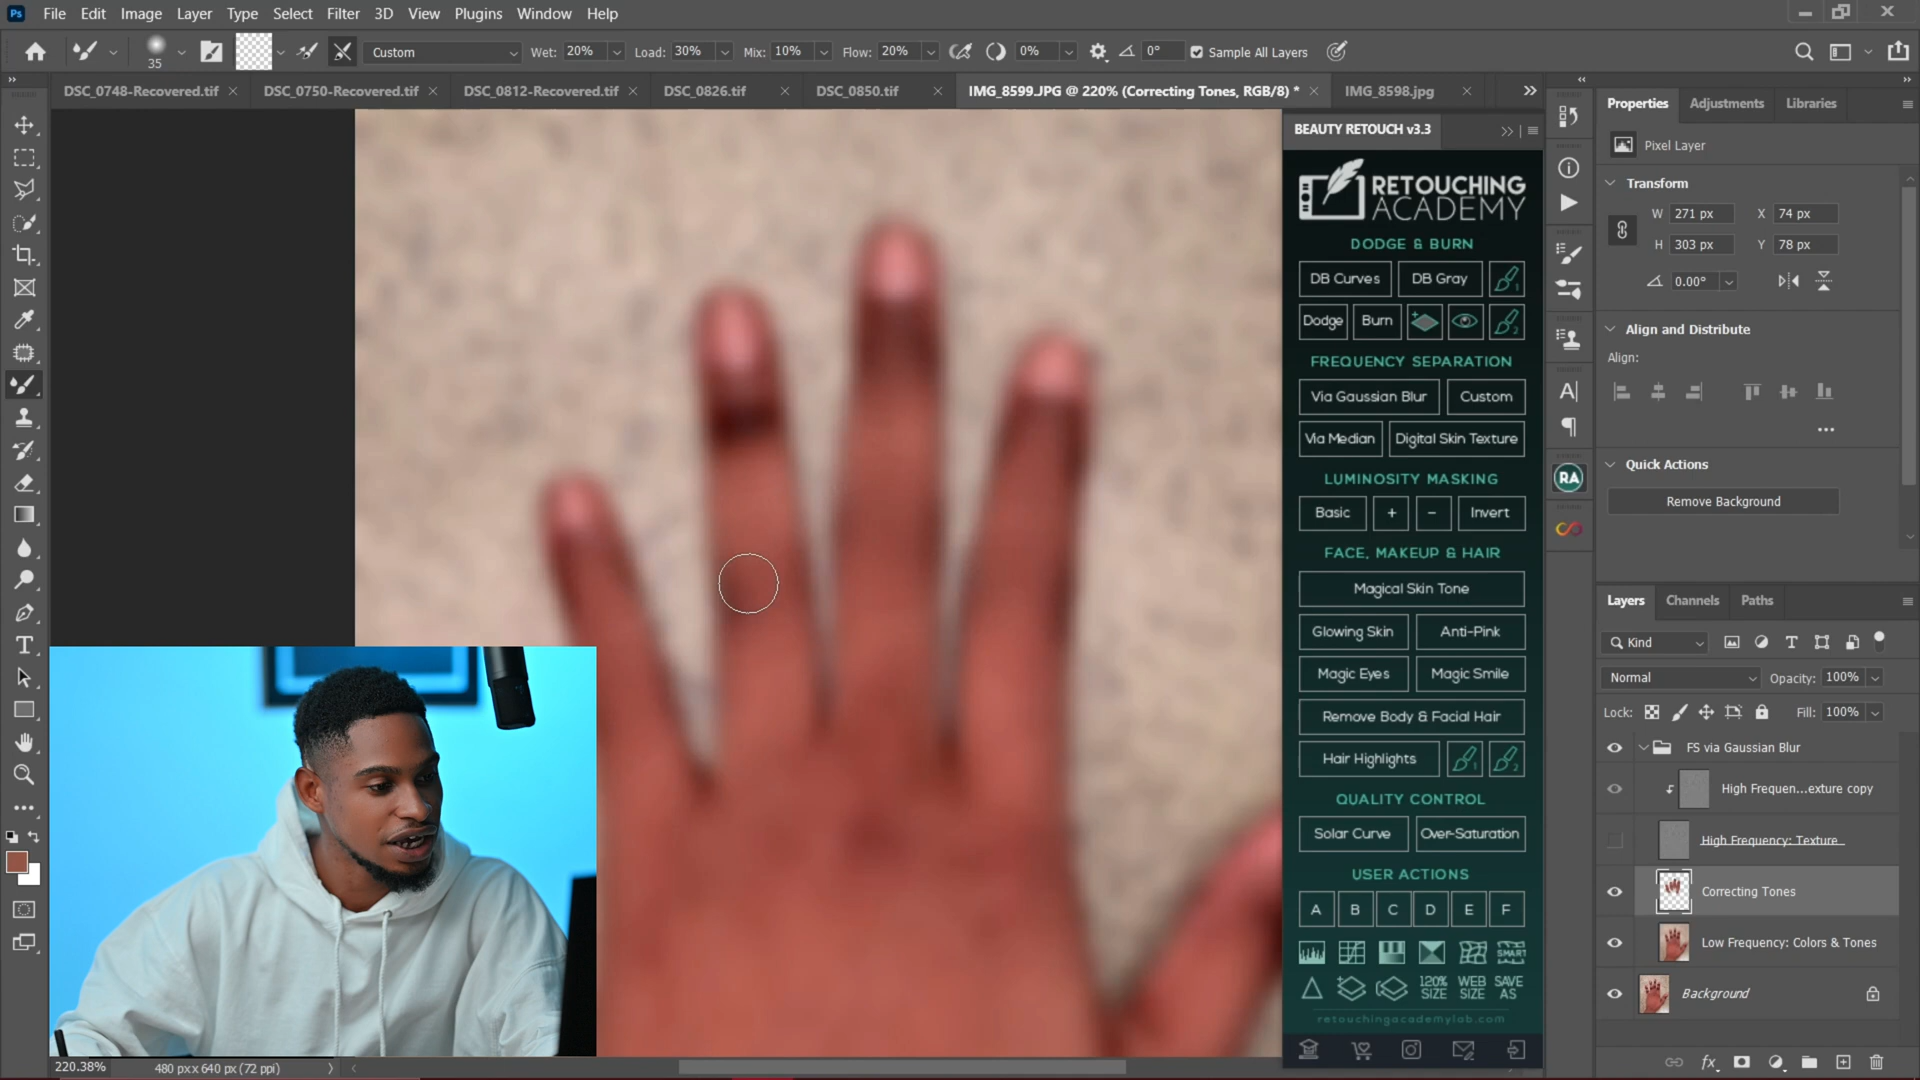 Ps File Edit Image Layer Type Select Filter 3D View Plugins Window Help
35 Custom Wet: 20% Load: 30% Mix: 10% Flow: 20% 0% 0° Sample All Layers
DSC_0748-Recovered.tif DSC_0750-Recovered.tif DSC_0812-Recovered.tif DSC_0826.tif DSC_0850.tif IMG_8599.JPG @ 220% (Correcting Tones, RGB/8) * IMG_8598.jpg
BEAUTY RETOUCH v3.3
RETOUCHING
ACADEMY
DODGE & BURN
DB Curves DB Gray 1
Dodge Burn 2
FREQUENCY SEPARATION
Via Gaussian Blur Custom
Via Median Digital Skin Texture
LUMINOSITY MASKING
Basic + − Invert
FACE, MAKEUP & HAIR
Magical Skin Tone
Glowing Skin Anti-Pink
Magic Eyes Magic Smile
Remove Body & Facial Hair
Hair Highlights 1 2
QUALITY CONTROL
Solar Curve Over-Saturation
USER ACTIONS
A B C D E F
SMART
120% SIZE WEB SIZE SAVE AS
retouchingacademylab.com
RA
Properties Adjustments Libraries
Pixel Layer
Transform
W 271 px X 74 px
H 303 px Y 78 px
0.00°
Align and Distribute
Align:
Quick Actions
Remove Background
Layers Channels Paths
Kind
Normal Opacity: 100%
Lock: Fill: 100%
FS via Gaussian Blur
High Frequen...exture copy
High Frequency: Texture
Correcting Tones
Low Frequency: Colors & Tones
Background
fx
220.38% 480 px x 640 px (72 ppi)